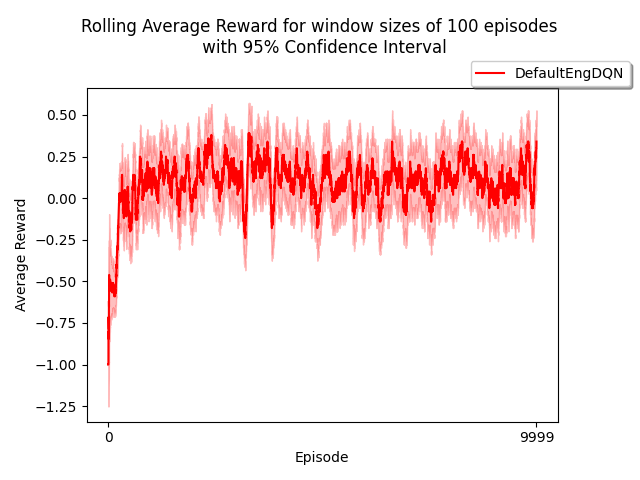 Rolling Average Reward for window sizes of 100 episodes
with 95% Confidence Interval
DefaultEngDQN
Average Reward
0.50
0.25
0.00
−0.25
−0.50
−0.75
−1.00
−1.25
0
9999
Episode